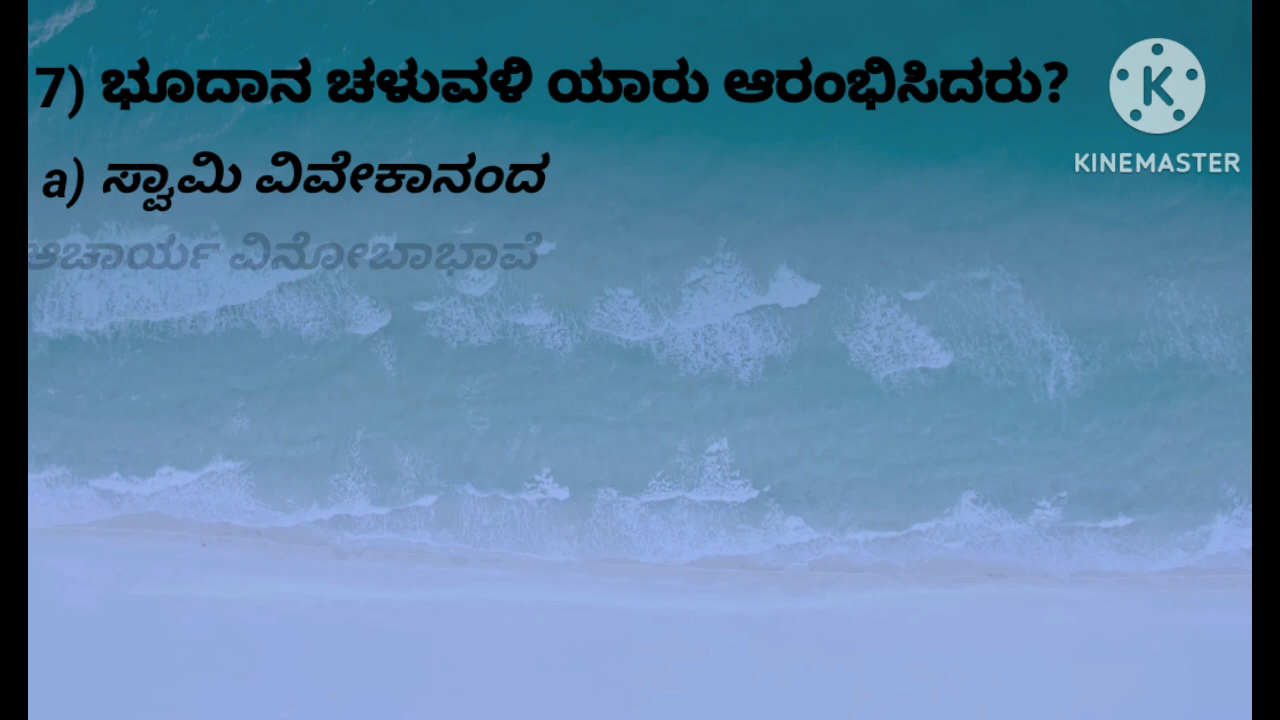 7) ಭೂದಾನ ಚಳುವಳಿ ಯಾರು ಆರಂಭಿಸಿದರು?
K
KINEMASTER
a) ಸ್ವಾಮಿ ವಿವೇಕಾನಂದ
ಆಚಾರ್ಯ ವಿನೋಬಾಭಾವೆ